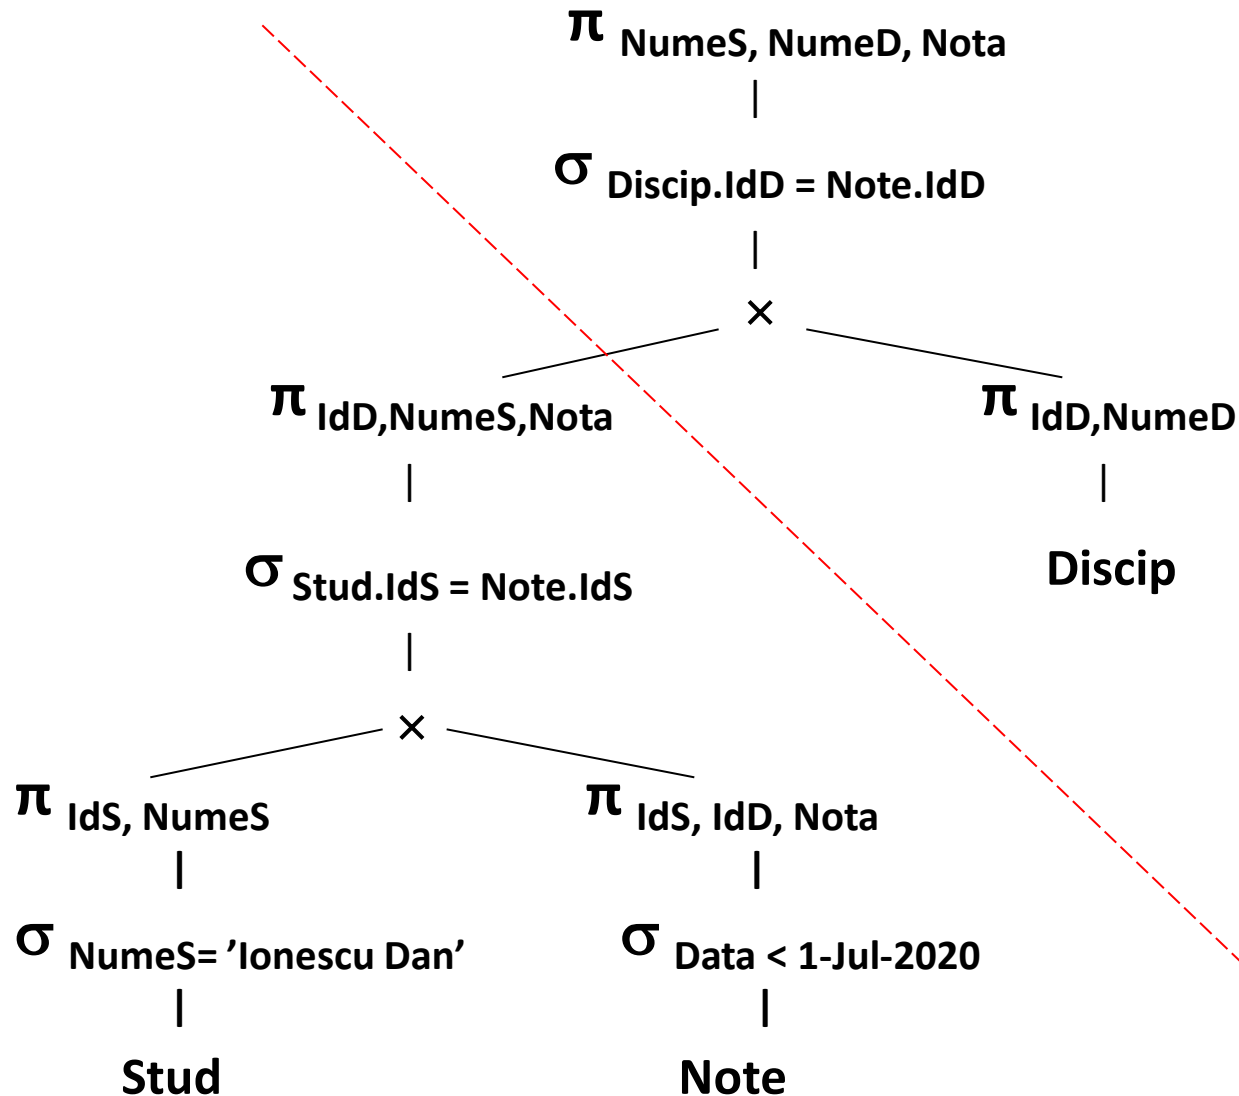 π NumeS, NumeD, Nota
|
σ Discip.IdD = Note.IdD
|
×
π IdD,NumeS,Nota π IdD,NumeD
| |
σ Stud.IdS = Note.IdS Discip
|
×
π IdS, NumeS π IdS, IdD, Nota
| |
σ NumeS= ’Ionescu Dan’ σ Data < 1-Jul-2020
| |
Stud Note